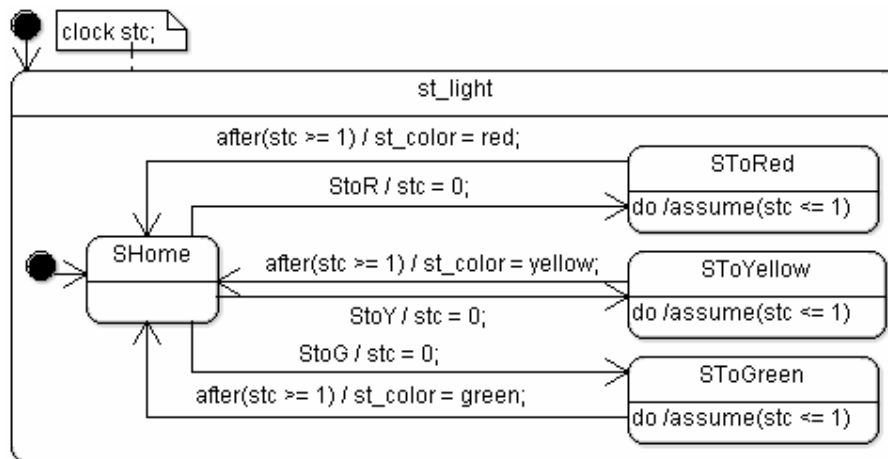 clock stc;
st_light
after(stc >= 1) / st_color = red;
SToRed
StoR / stc = 0;
do /assume(stc <= 1)
SHome
after(stc >= 1) / st_color = yellow;
SToYellow
StoY / stc = 0;
do /assume(stc <= 1)
StoG / stc = 0;
SToGreen
after(stc >= 1) / st_color = green;
do /assume(stc <= 1)